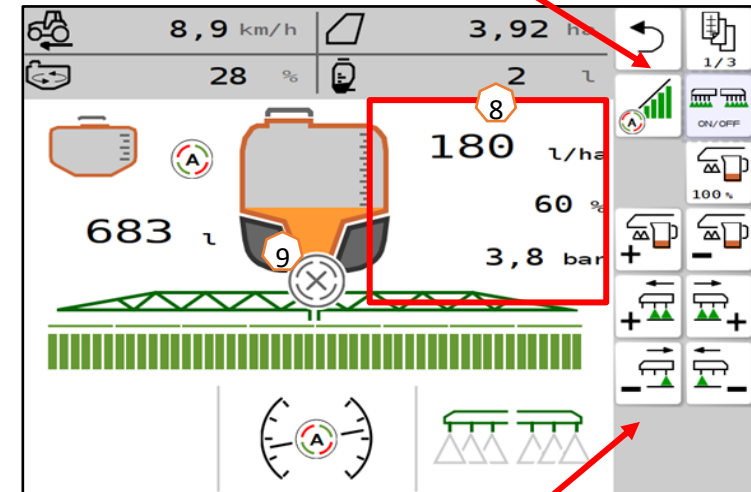 8,9 km/h 3,92 ha
28 % 2 l
1/3
A
ON/OFF
8
180 l/ha
A
100 %
60 %
683 l
9
3,8 bar
+ −
+ +
− −
A